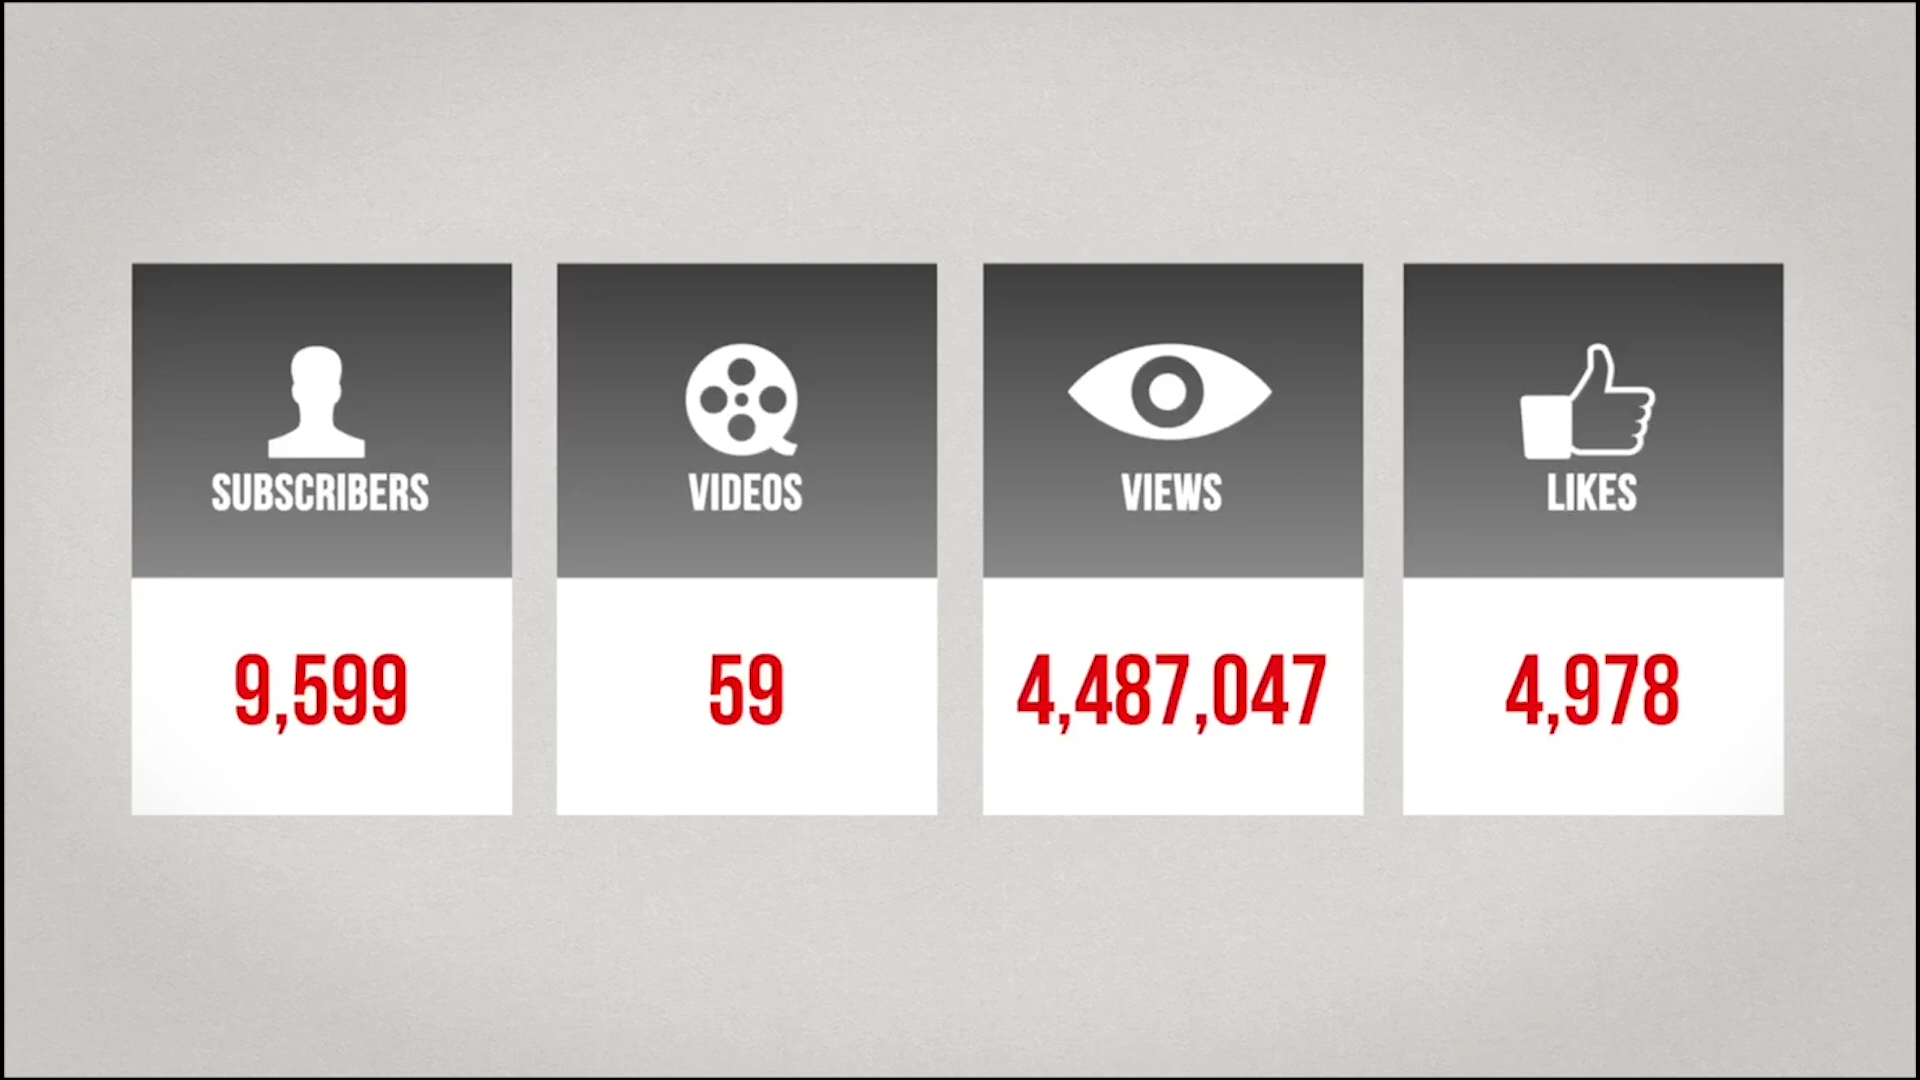 SUBSCRIBERS
9,599
VIDEOS
59
VIEWS
4,487,047
LIKES
4,978